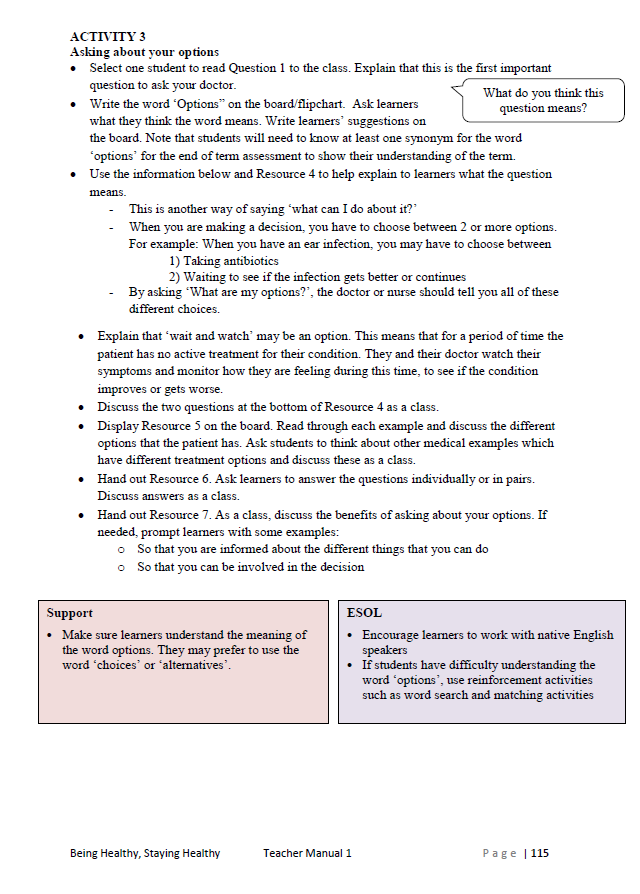 ACTIVITY 3
Asking about your options
• Select one student to read Question 1 to the class. Explain that this is the first important
question to ask your doctor.
What do you think this
question means?
• Write the word ‘Options” on the board/flipchart. Ask learners
what they think the word means. Write learners’ suggestions on
the board. Note that students will need to know at least one synonym for the word
‘options’ for the end of term assessment to show their understanding of the term.
• Use the information below and Resource 4 to help explain to learners what the question
means.
- This is another way of saying ‘what can I do about it?’
- When you are making a decision, you have to choose between 2 or more options.
For example: When you have an ear infection, you may have to choose between
1) Taking antibiotics
2) Waiting to see if the infection gets better or continues
- By asking ‘What are my options?’, the doctor or nurse should tell you all of these
different choices.
• Explain that ‘wait and watch’ may be an option. This means that for a period of time the
patient has no active treatment for their condition. They and their doctor watch their
symptoms and monitor how they are feeling during this time, to see if the condition
improves or gets worse.
• Discuss the two questions at the bottom of Resource 4 as a class.
• Display Resource 5 on the board. Read through each example and discuss the different
options that the patient has. Ask students to think about other medical examples which
have different treatment options and discuss these as a class.
• Hand out Resource 6. Ask learners to answer the questions individually or in pairs.
Discuss answers as a class.
• Hand out Resource 7. As a class, discuss the benefits of asking about your options. If
needed, prompt learners with some examples:
o So that you are informed about the different things that you can do
o So that you can be involved in the decision
Support
• Make sure learners understand the meaning of
the word options. They may prefer to use the
word ‘choices’ or ‘alternatives’.
ESOL
• Encourage learners to work with native English
speakers
• If students have difficulty understanding the
word ‘options’, use reinforcement activities
such as word search and matching activities
Being Healthy, Staying Healthy Teacher Manual 1 Page | 115